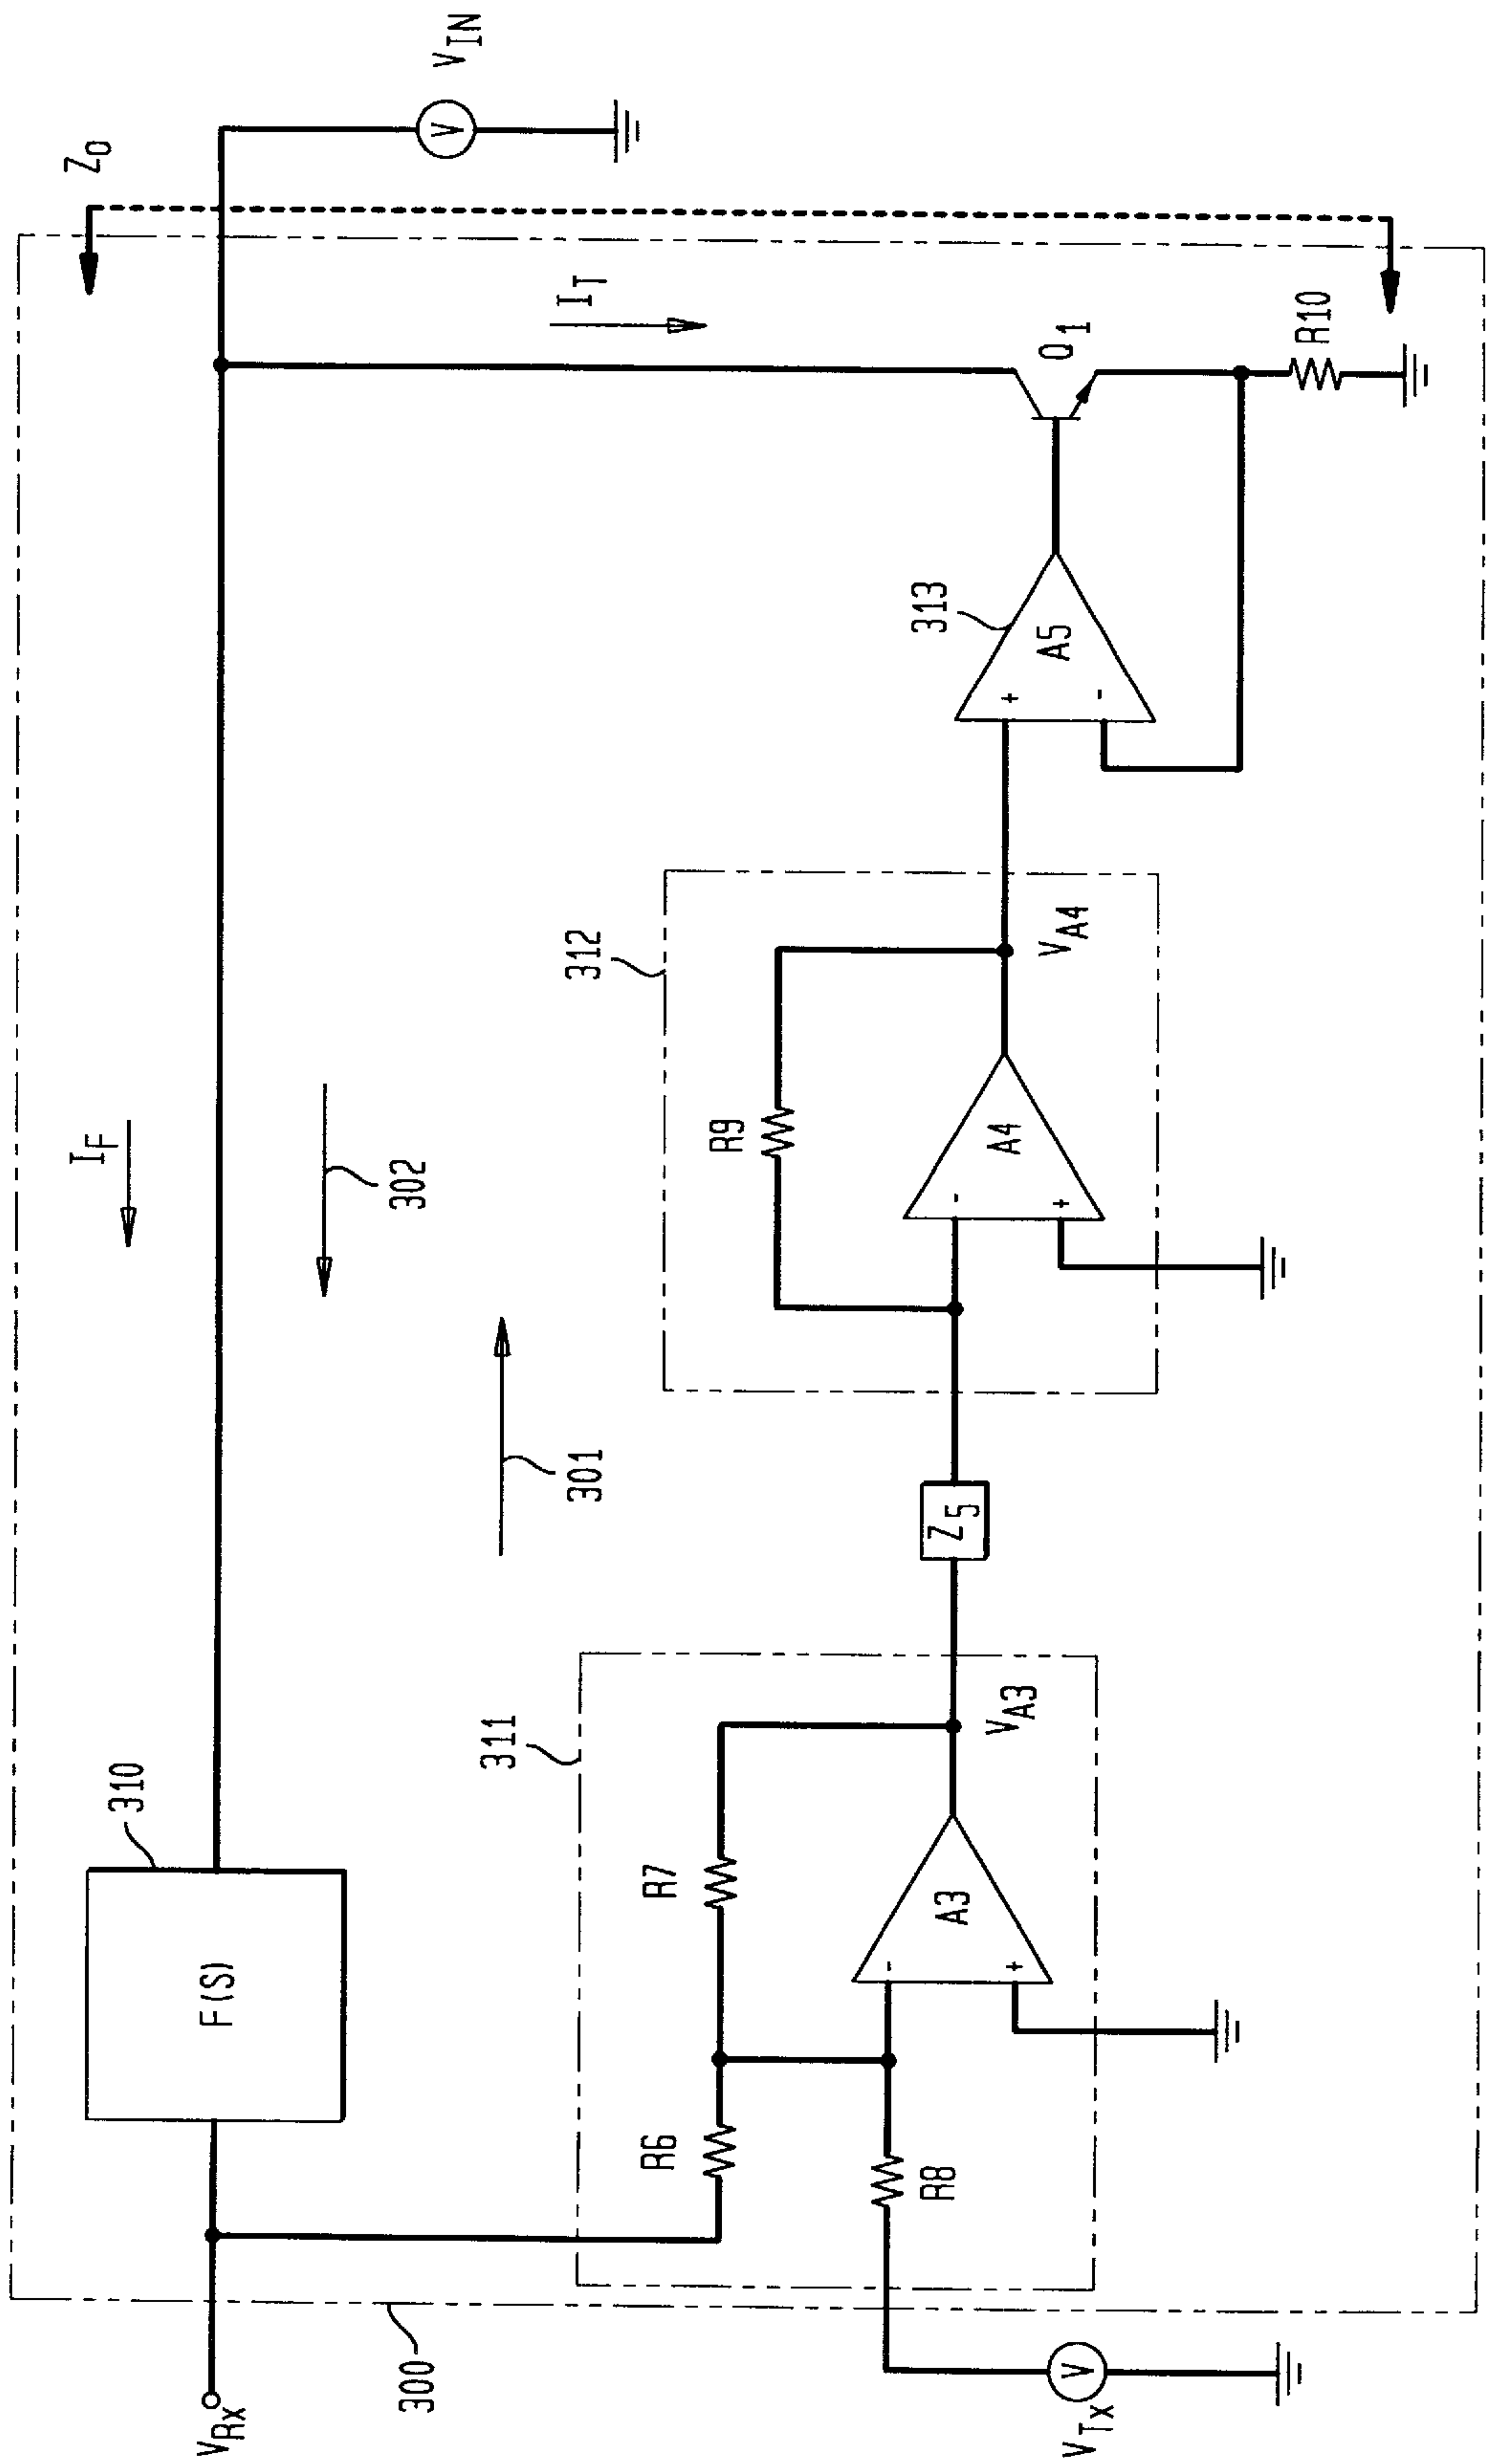 V_IN
V
Z_0
I_T
Q_1
R10
313
A5
+
-
I_F
302
301
312
R9
V_A4
A4
-
+
Z_5
310
F(S)
311
R7
V_A3
A3
-
+
R6
R8
300
V_RX
V_TX
V